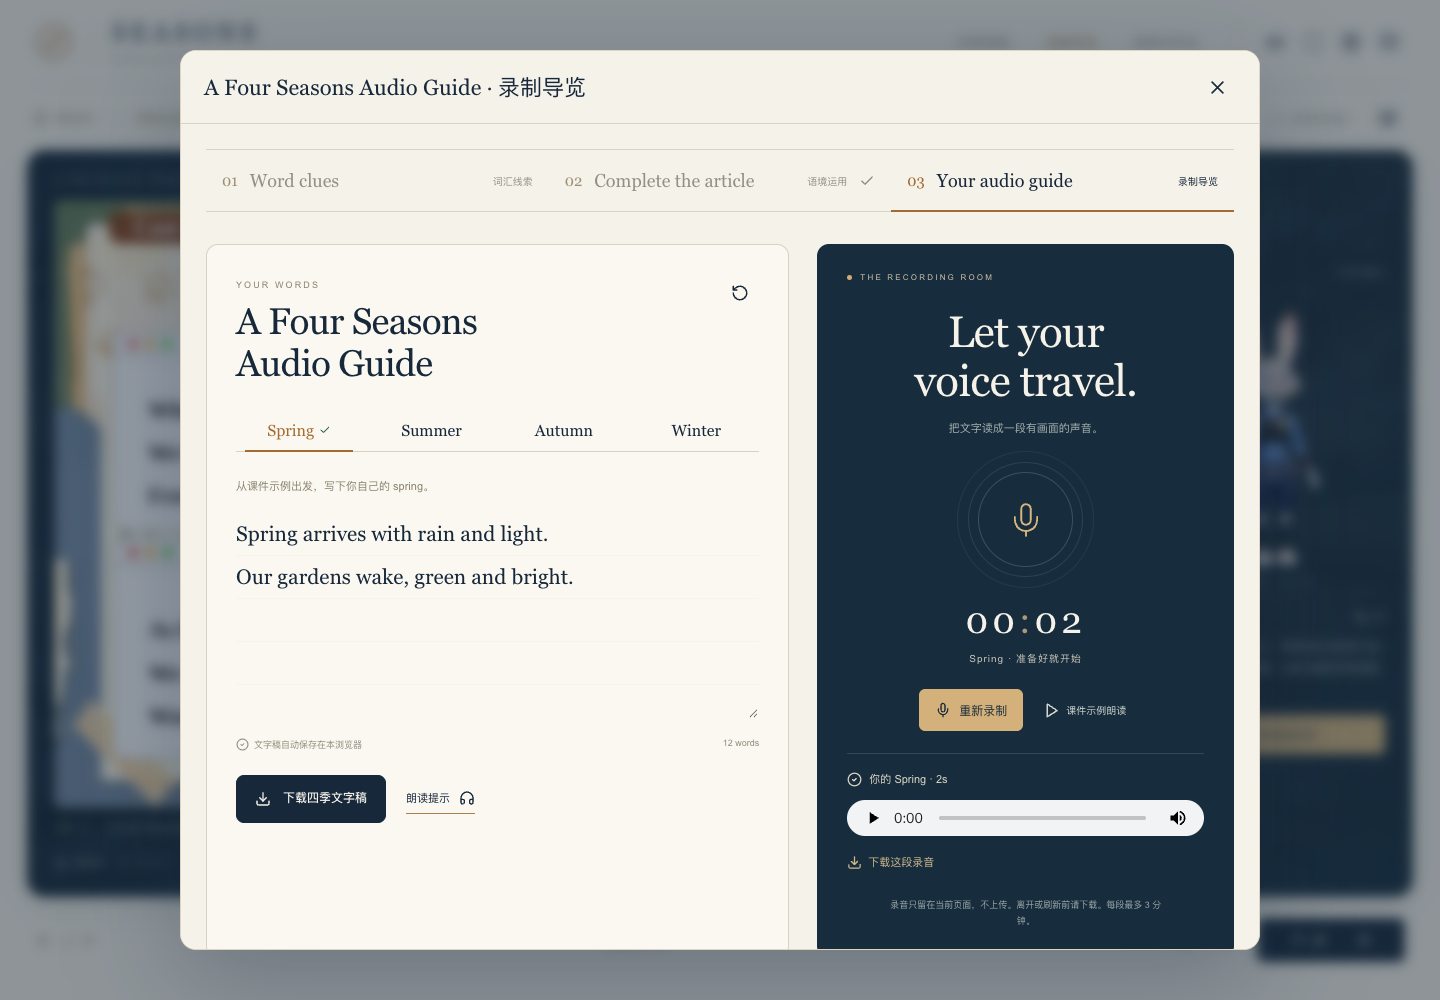 A Four Seasons Audio Guide · 录制导览
01 Word clues 词汇线索
02 Complete the article 语境运用
03 Your audio guide 录制导览
YOUR WORDS
A Four Seasons
Audio Guide
Spring Summer Autumn Winter
从课件示例出发，写下你自己的 spring。
Spring arrives with rain and light.
Our gardens wake, green and bright.
文字稿自动保存在本浏览器
12 words
下载四季文字稿
朗读提示
THE RECORDING ROOM
Let your
voice travel.
把文字读成一段有画面的声音。
00:02
Spring · 准备好就开始
重新录制
课件示例朗读
你的 Spring · 2s
0:00
下载这段录音
录音只留在当前页面，不上传。离开或刷新前请下载。每段最多 3 分
钟。